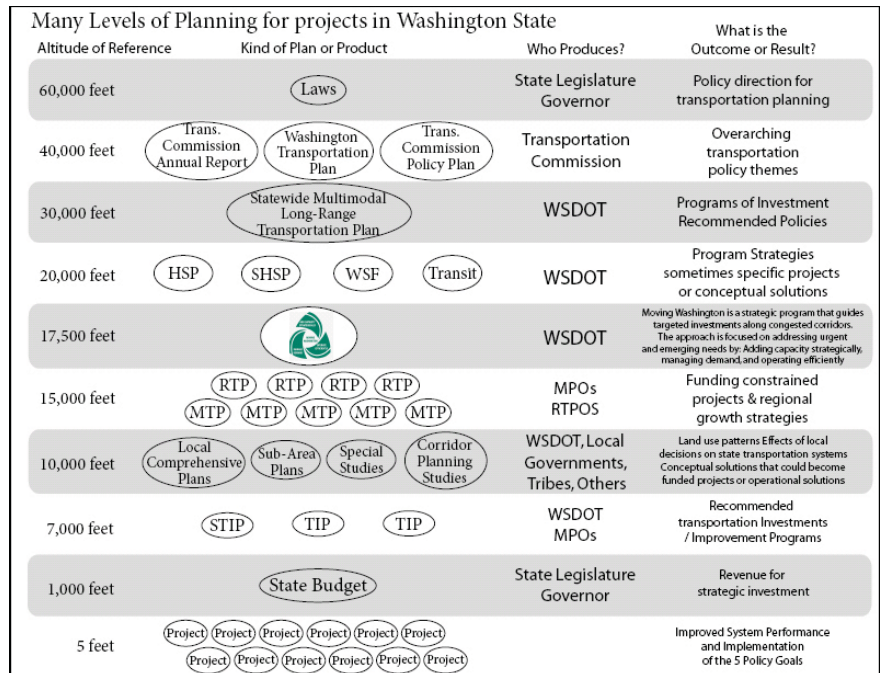 Many Levels of Planning for projects in Washington State
Altitude of Reference
Kind of Plan or Product
Who Produces?
What is the
Outcome or Result?
60,000 feet
Laws
State Legislature
Governor
Policy direction for
transportation planning
40,000 feet
Trans.
Commission
Annual Report
Washington
Transportation
Plan
Trans.
Commission
Policy Plan
Transportation
Commission
Overarching
transportation
policy themes
30,000 feet
Statewide Multimodal
Long-Range
Transportation Plan
WSDOT
Programs of Investment
Recommended Policies
20,000 feet
HSP
SHSP
WSF
Transit
WSDOT
Program Strategies
sometimes specific projects
or conceptual solutions
17,500 feet
WSDOT
Moving Washington is a strategic program that guides
targeted investments along congested corridors.
The approach is focused on addressing urgent
and emerging needs by: Adding capacity strategically,
managing demand, and operating efficiently
15,000 feet
RTP RTP RTP RTP
MTP MTP MTP MTP MTP
MPOs
RTPOS
Funding constrained
projects & regional
growth strategies
10,000 feet
Local
Comprehensive
Plans
Sub-Area
Plans
Special
Studies
Corridor
Planning
Studies
WSDOT, Local
Governments,
Tribes, Others
Land use patterns Effects of local
decisions on state transportation systems
Conceptual solutions that could become
funded projects or operational solutions
7,000 feet
STIP
TIP
TIP
WSDOT
MPOs
Recommended
transportation Investments
/ Improvement Programs
1,000 feet
State Budget
State Legislature
Governor
Revenue for
strategic investment
5 feet
Project Project Project Project Project Project
Project Project Project Project Project Project
Improved System Performance
and Implementation
of the 5 Policy Goals